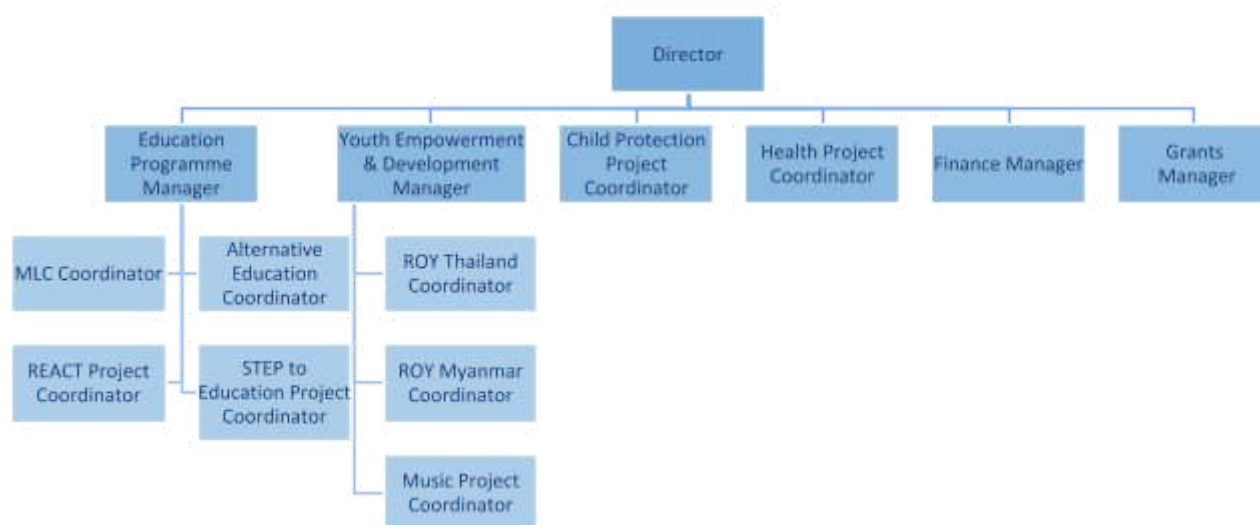 Director
Education
Programme
Manager
Youth Empowerment
& Development
Manager
Child Protection
Project
Coordinator
Health Project
Coordinator
Finance Manager
Grants
Manager
MLC Coordinator
Alternative
Education
Coordinator
ROY Thailand
Coordinator
REACT Project
Coordinator
STEP to
Education Project
Coordinator
ROY Myanmar
Coordinator
Music Project
Coordinator